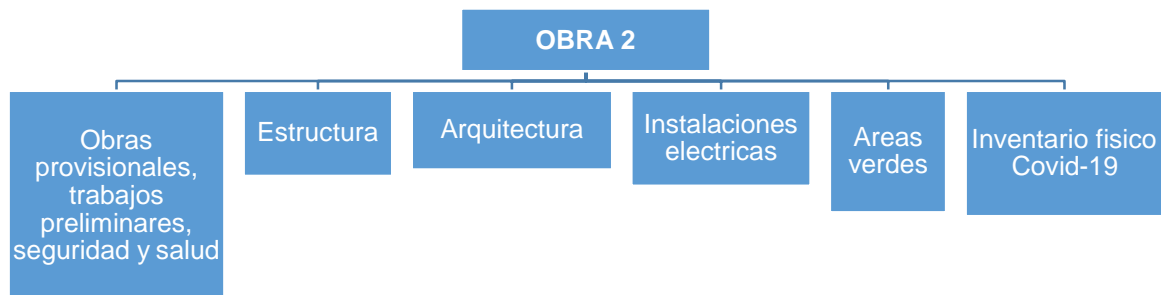 OBRA 2
Obras
provisionales,
trabajos
preliminares,
seguridad y salud
Estructura
Arquitectura
Instalaciones
electricas
Areas
verdes
Inventario fisico
Covid-19